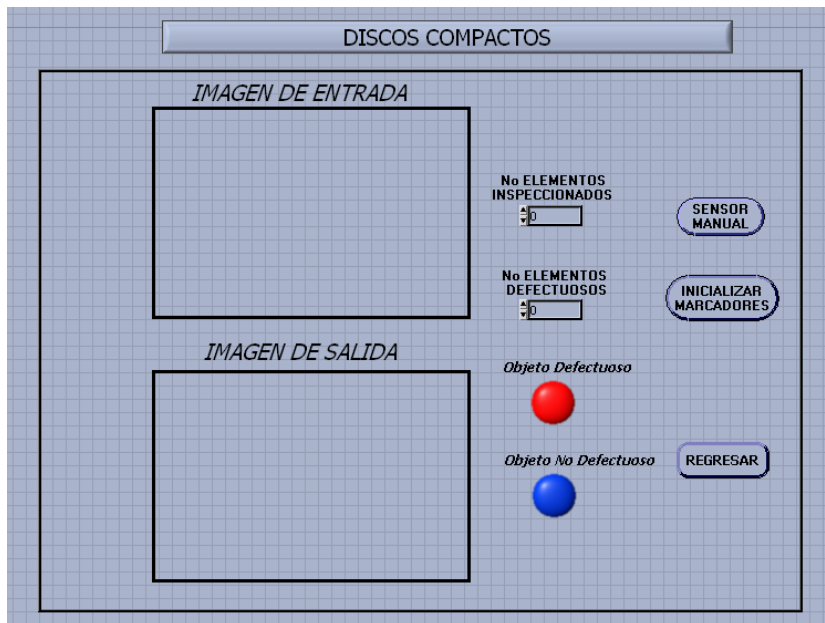 DISCOS COMPACTOS
IMAGEN DE ENTRADA
No ELEMENTOS
INSPECCIONADOS
0
SENSOR
MANUAL
No ELEMENTOS
DEFECTUOSOS
0
INICIALIZAR
MARCADORES
IMAGEN DE SALIDA
Objeto Defectuoso
Objeto No Defectuoso
REGRESAR